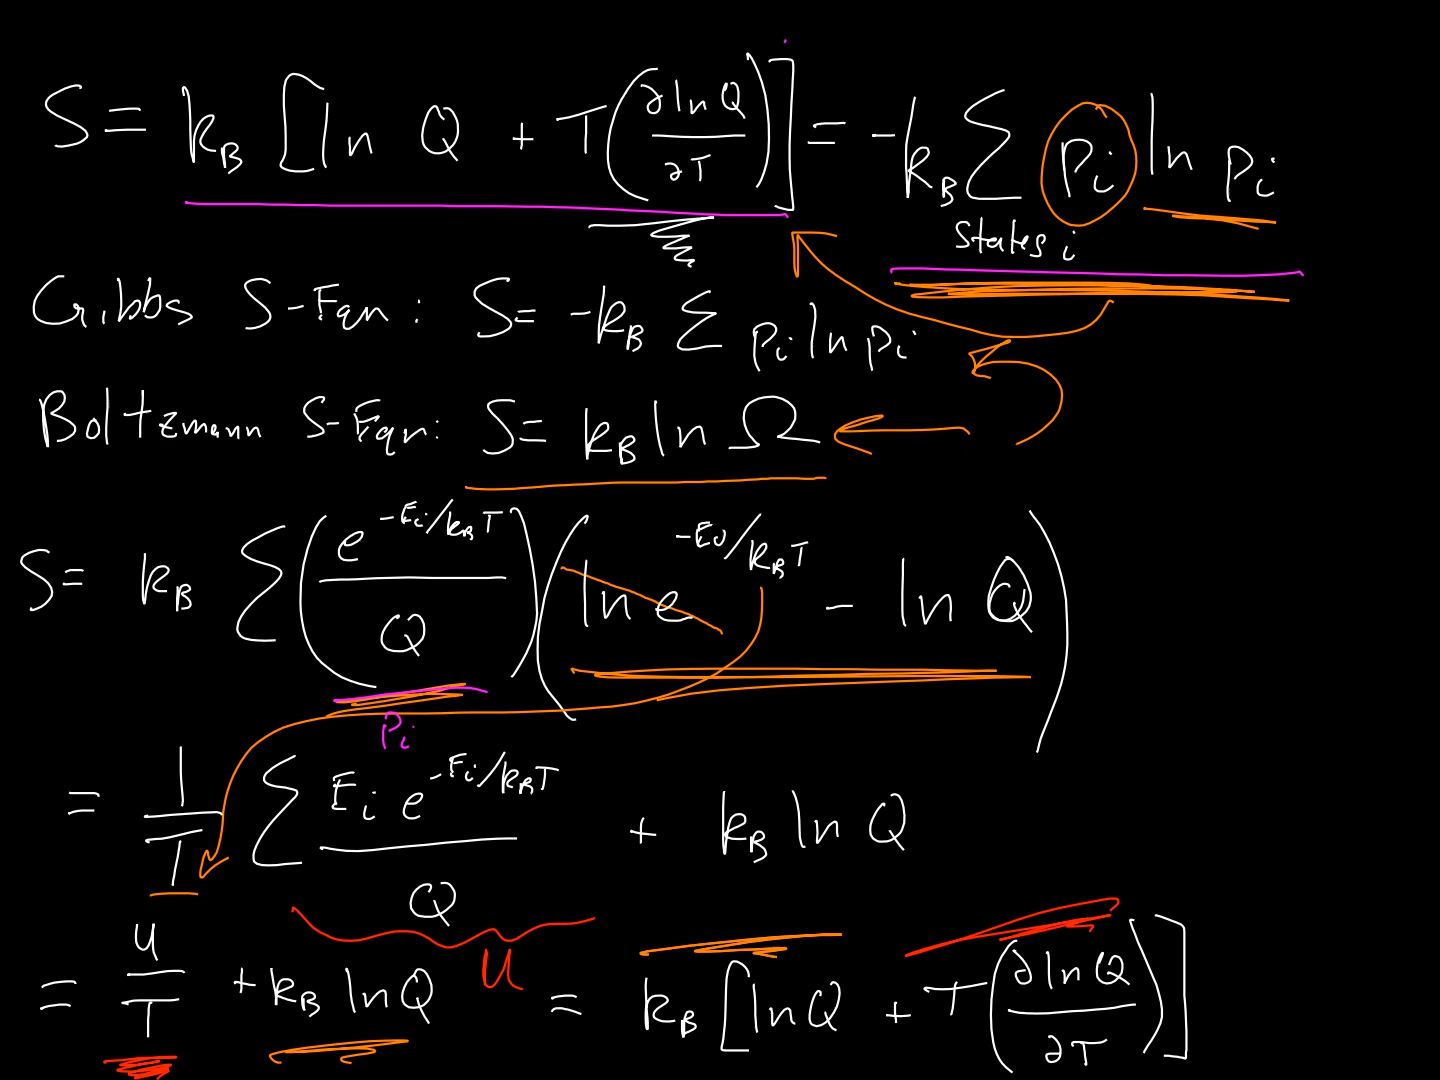 S = k_B [ln Q + T(∂ln Q/∂T)] = -k_B Σ_{states i} p_i ln p_i
Gibbs S-Eqn: S = -k_B Σ p_i ln p_i
Boltzmann S-Eqn: S = k_B ln Ω
S = k_B Σ (e^{-E_i/k_BT}/Q)(ln e^{-E_i/k_BT} - ln Q)
p_i
= 1/T Σ E_i e^{-E_i/k_BT}/Q + k_B ln Q
U
= U/T + k_B ln Q = k_B [ln Q + T(∂ln Q/∂T)]